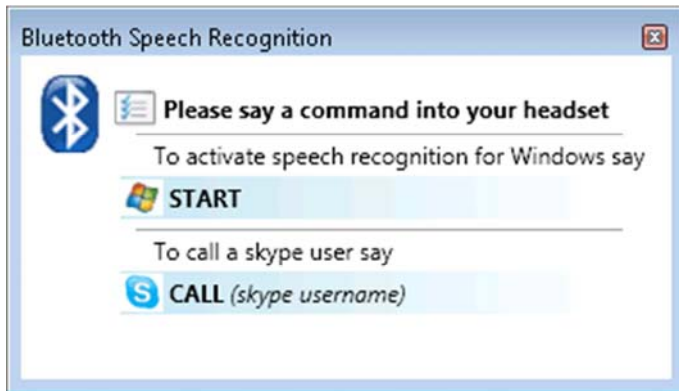 Bluetooth Speech Recognition
Please say a command into your headset
To activate speech recognition for Windows say
START
To call a skype user say
CALL (skype username)